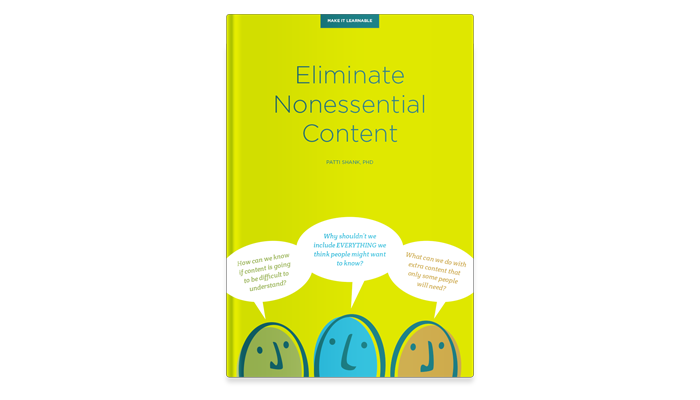 MAKE IT LEARNABLE
Eliminate
Nonessential
Content
PATTI SHANK, PHD
How can we know
if content is going
to be difficult to
understand?
Why shouldn't we
include EVERYTHING we
think people might want
to know?
What can we do with
extra content that
only some people
will need?